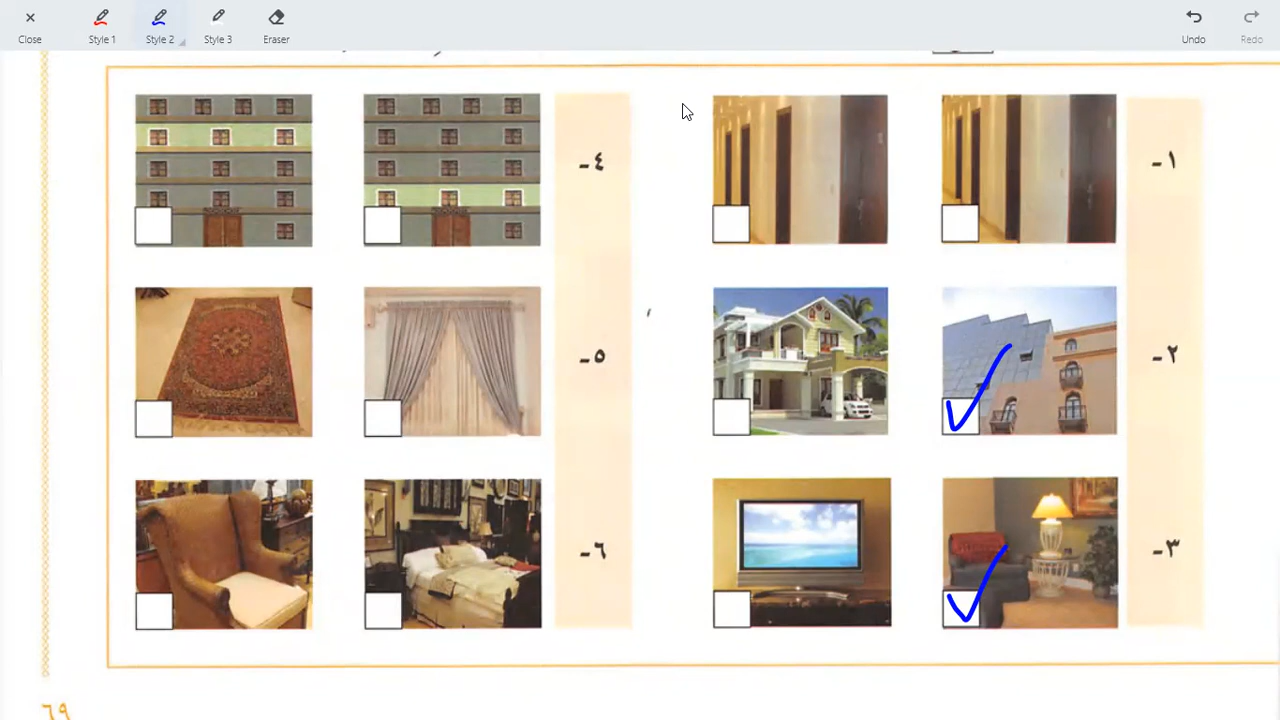 Close
Style 1
Style 2
Style 3
Eraser
Undo
Redo
١-
٤-
٢-
٥-
٣-
٦-
٦٩